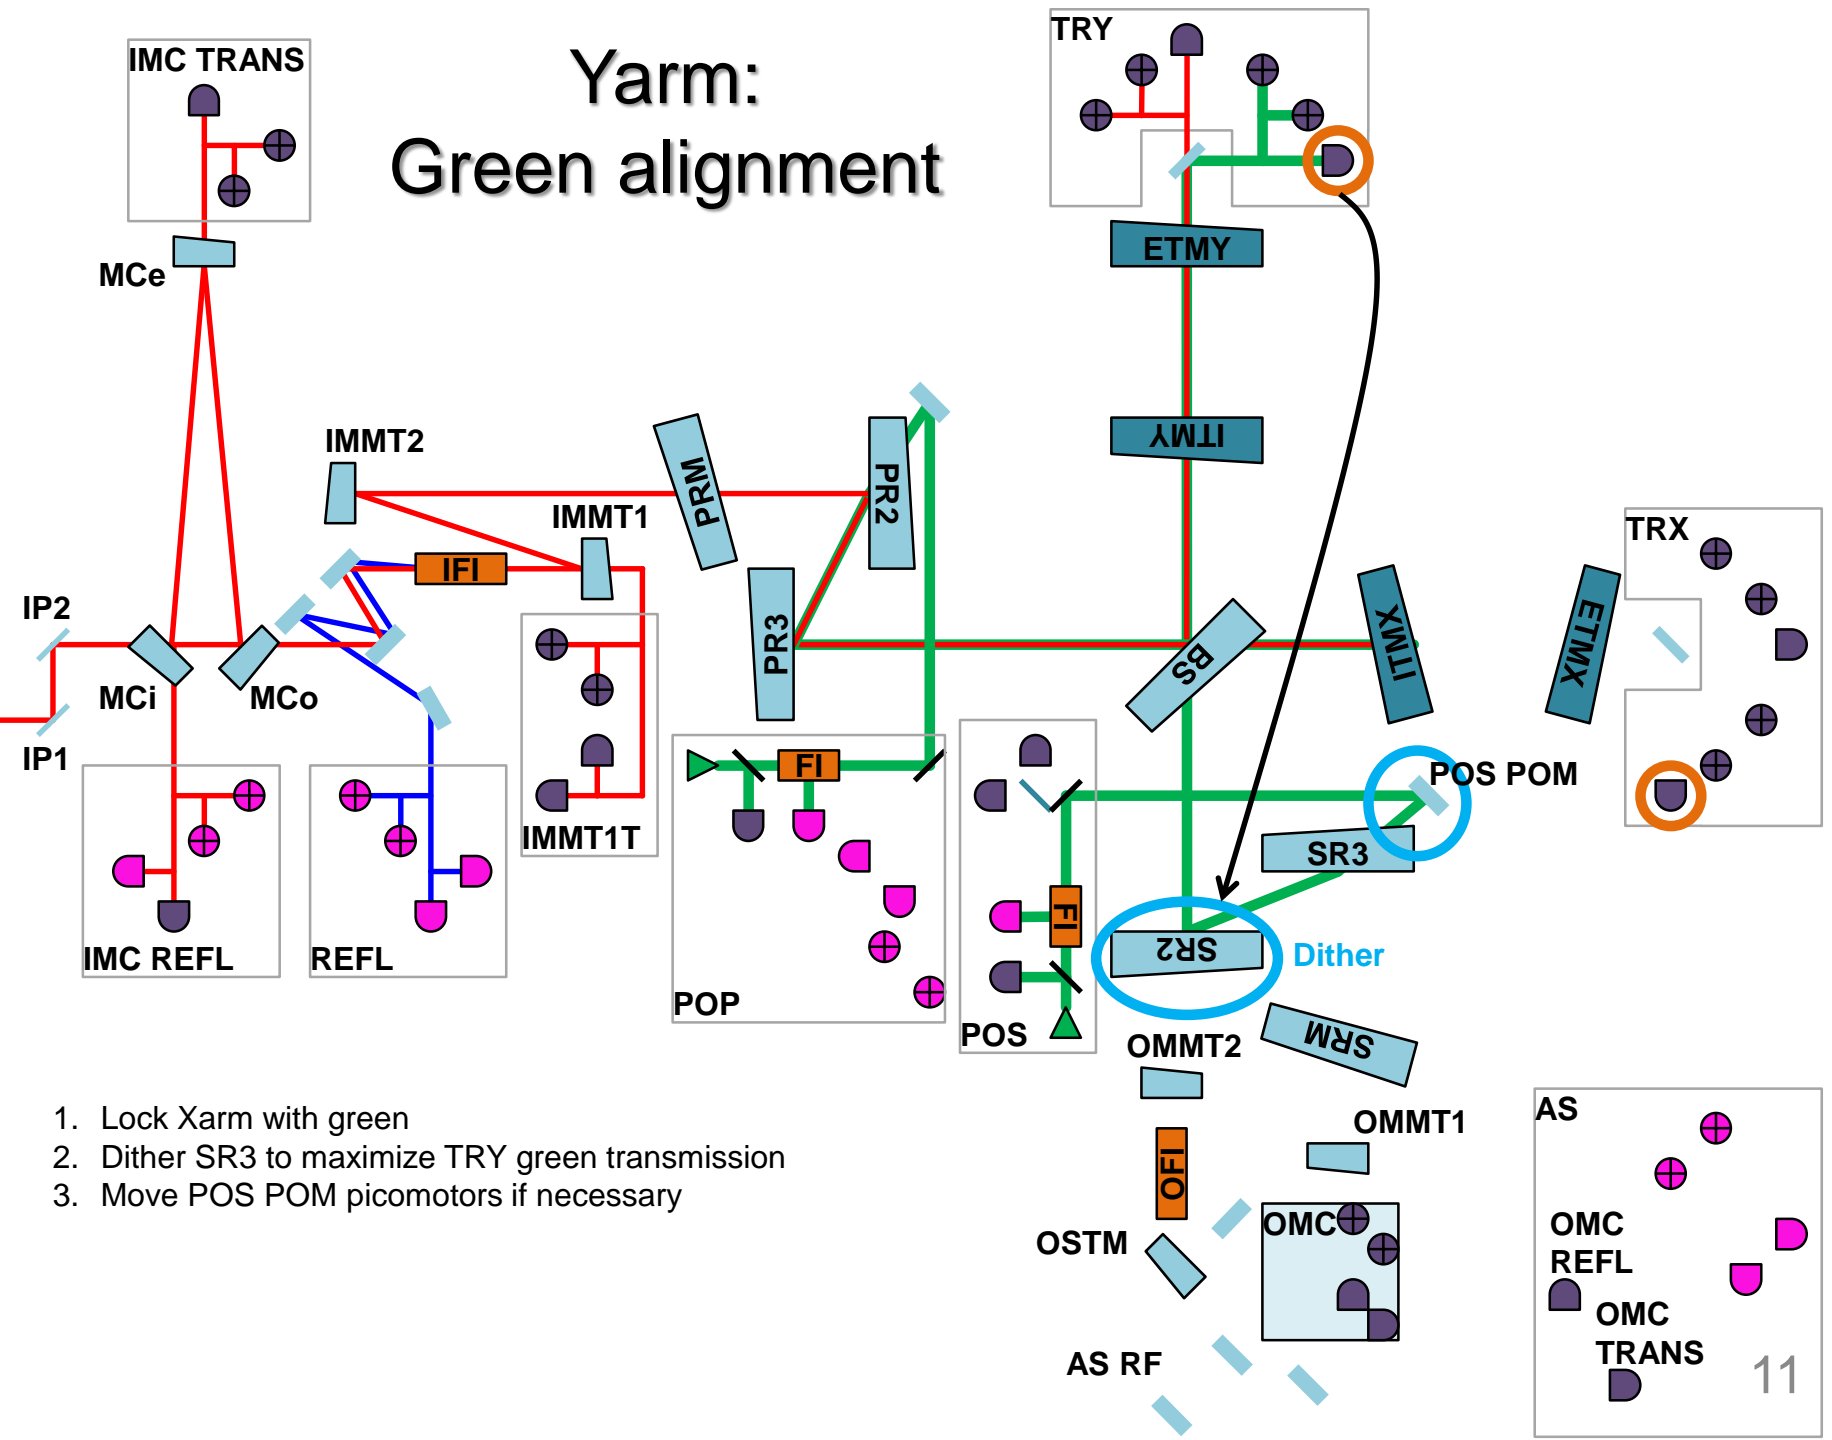 Yarm:
Green alignment
IMC TRANS
TRY
MCe
ETMY
IMMT2
PRM
PR2
ITMY
IMMT1
TRX
IFI
ITMX
ETMX
IP2
PR3
BS
MCi
MCo
IP1
FI
POS POM
IMMT1T
SR3
FI
IMC REFL
REFL
SR2
Dither
POP
POS
SRM
OMMT2
1. Lock Xarm with green
2. Dither SR3 to maximize TRY green transmission
3. Move POS POM picomotors if necessary
OMMT1
AS
OFI
OMC
OSTM
OMC
REFL
OMC
TRANS
AS RF
11